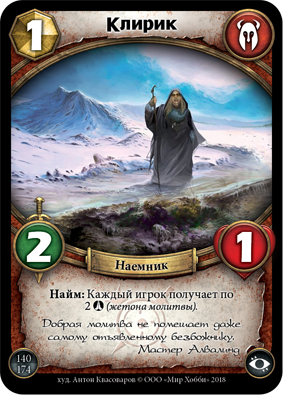 1
Клирик
2
1
Наемник
Найм: Каждый игрок получает по
2 (жетона молитвы).
Добрая молитва не помешает даже
самому отъявленному безбожнику.
Мастер Алвалинд
140
174
худ. Антон Квасоваров © ООО «Мир Хобби» 2018